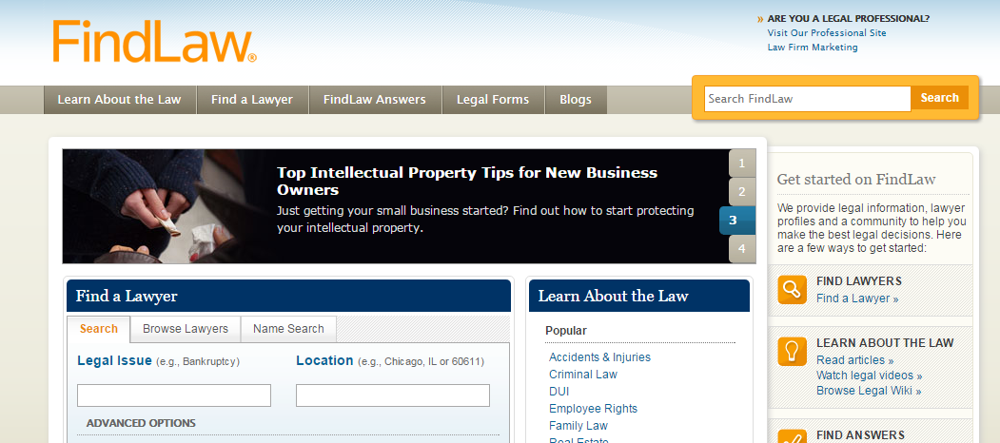 FindLaw®
» ARE YOU A LEGAL PROFESSIONAL?
Visit Our Professional Site
Law Firm Marketing
Learn About the Law
Find a Lawyer
FindLaw Answers
Legal Forms
Blogs
Search FindLaw
Search
Top Intellectual Property Tips for New Business
Owners
Just getting your small business started? Find out how to start protecting
your intellectual property.
1
2
3
4
Find a Lawyer
Search
Browse Lawyers
Name Search
Legal Issue (e.g., Bankruptcy)
Location (e.g., Chicago, IL or 60611)
ADVANCED OPTIONS
Learn About the Law
Popular
Accidents & Injuries
Criminal Law
DUI
Employee Rights
Family Law
Real Estate
Get started on FindLaw
We provide legal information, lawyer
profiles and a community to help you
make the best legal decisions. Here
are a few ways to get started:
FIND LAWYERS
Find a Lawyer »
LEARN ABOUT THE LAW
Read articles »
Watch legal videos »
Browse Legal Wiki »
FIND ANSWERS